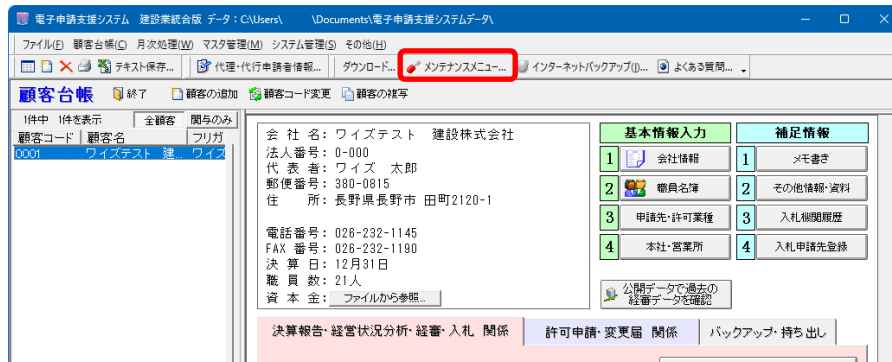 電子申請支援システム 建設業統合版 データ：C:\Users\ \Documents\電子申請支援システムデータ\
ファイル(F) 顧客台帳(C) 月次処理(W) マスタ管理(M) システム管理(S) その他(H)
テキスト保存... 代理・代行申請者情報... ダウンロード... メンテナンスメニュー... インターネットバックアップ(J)... よくある質問...
顧客台帳 終了 顧客の追加 顧客コード変更 顧客の複写
1件中 1件を表示 全顧客 関与のみ
顧客コード 顧客名 フリガ
0001 ワイズテスト 建... ワイズ
会 社 名：ワイズテスト 建設株式会社
法人番号：0-000
代 表 者：ワイズ 太郎
郵便番号：380-0815
住 所：長野県長野市 田町2120-1
電話番号：026-232-1145
FAX 番号：026-232-1190
決 算 日：12月31日
職 員 数：21人
資 本 金： ファイルから参照...
基本情報入力
1 会社情報
2 職員名簿
3 申請先・許可業種
4 本社・営業所
補足情報
1 メモ書き
2 その他情報・資料
3 入札機関履歴
4 入札申請先登録
公開データで過去の
経審データを確認
決算報告・経営状況分析・経審・入札 関係 許可申請・変更届 関係 バックアップ・持ち出し